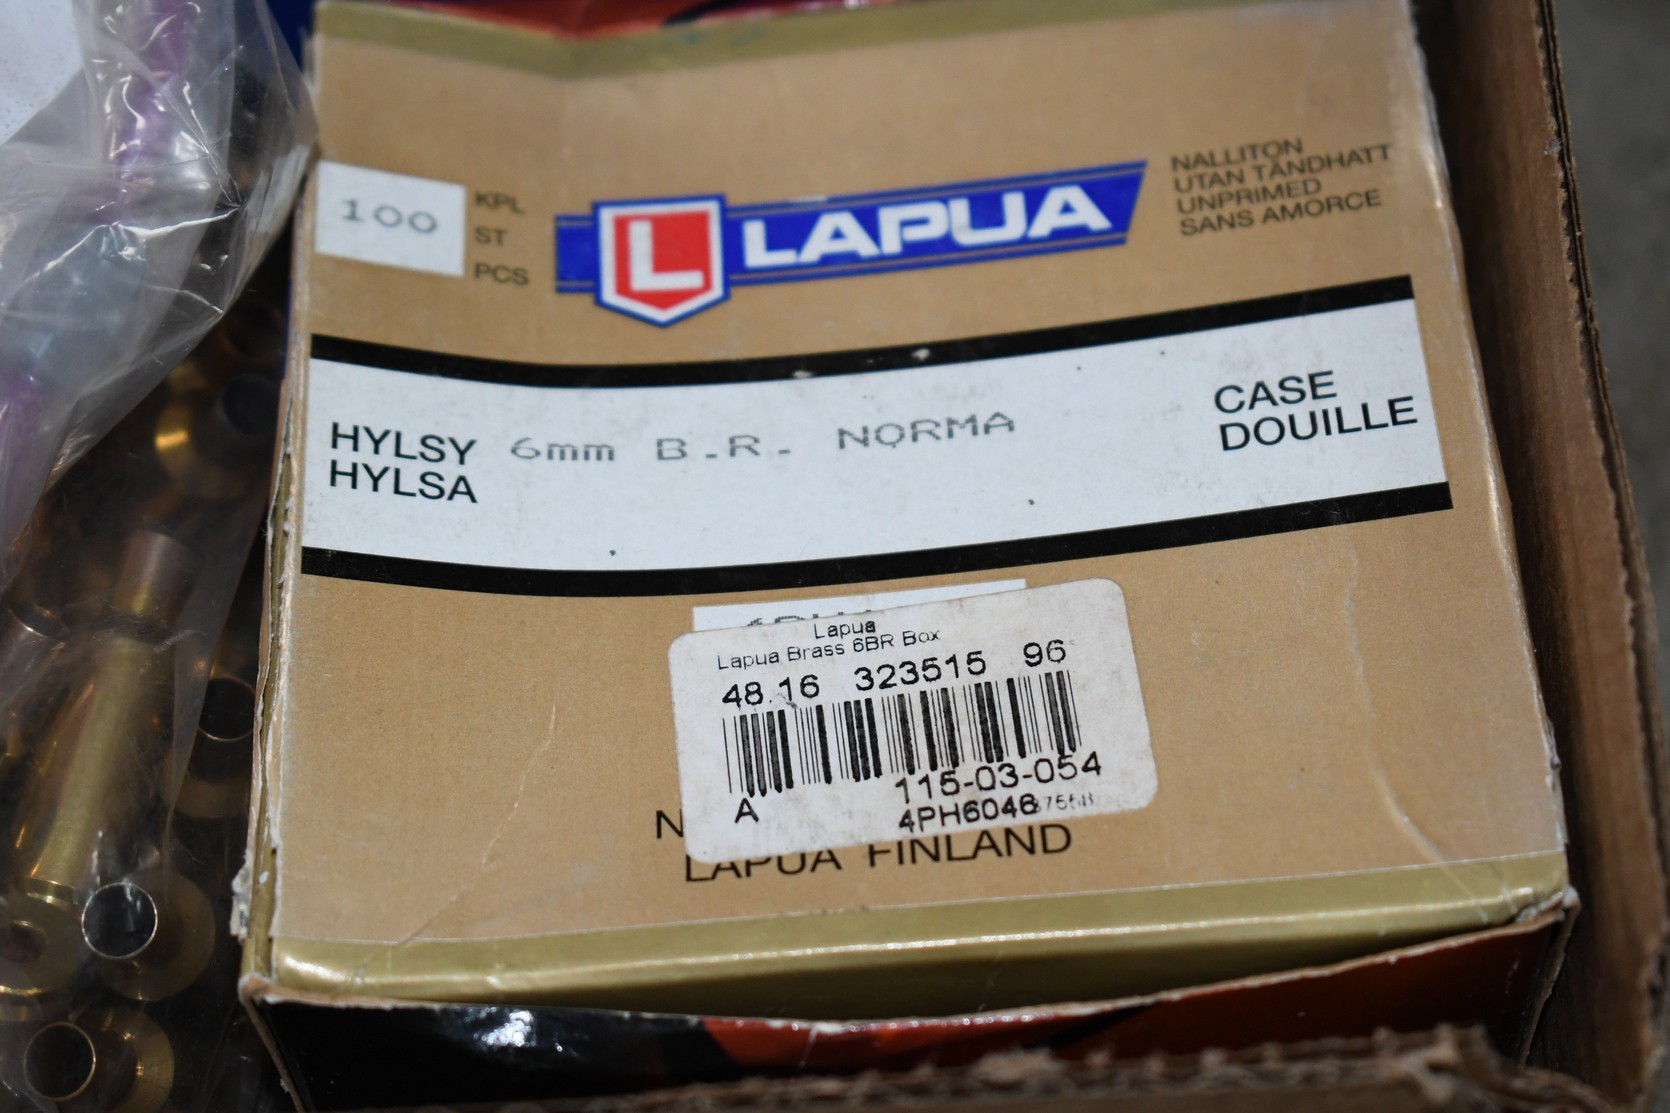 100
KPL
ST
PCS
L LAPUA
NALLITON
UTAN TÄNDHATT
UNPRIMED
SANS AMORCE
HYLSY 6mm B.R. NORMA
HYLSA
CASE
DOUILLE
Lapua
Lapua Brass 6BR Box
48.16 323515 96
115-03-054
A 4PH6046
LAPUA FINLAND